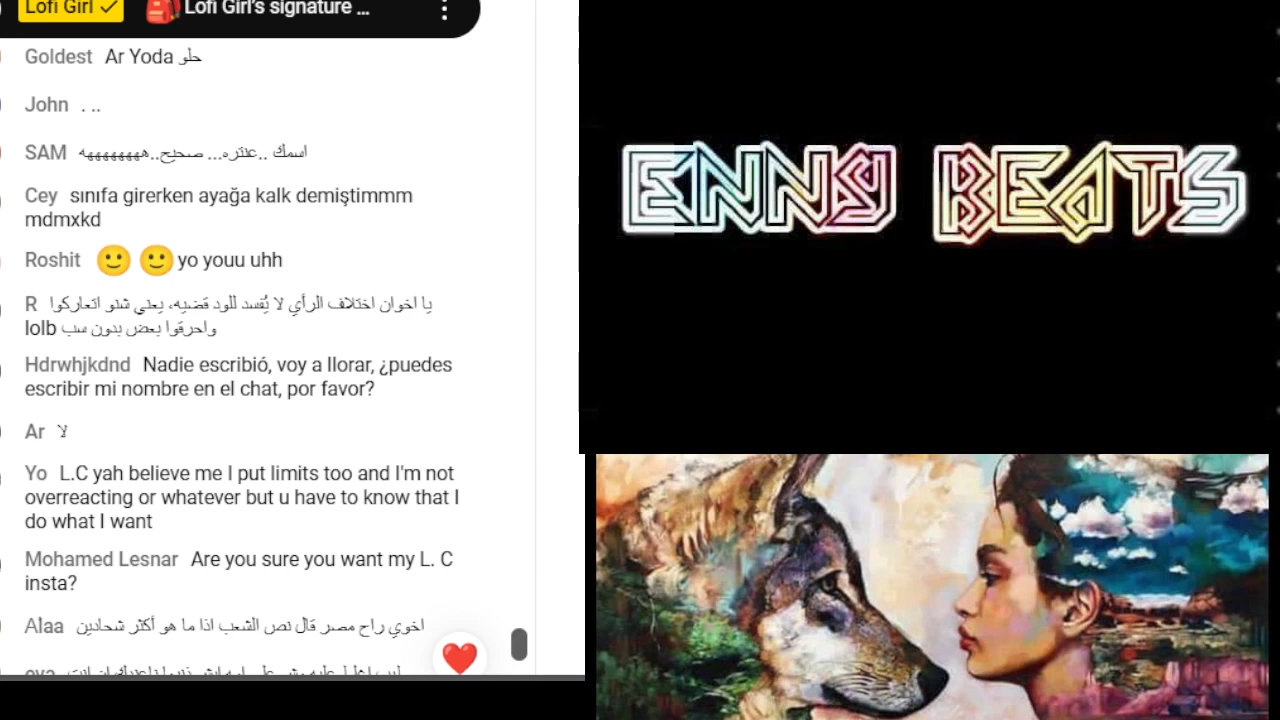 Lofi Girl ✓ Lofi Girl's signature ...
Goldest Ar Yoda حلو
John . ..
SAM اسمك ..عنتره... صحيح..ههههههههه
Cey sınıfa girerken ayağa kalk demiştimmm
mdmxkd
Roshit 🙂 🙂 yo youu uhh
R يا اخوان اختلاف الرأي لا يُفسد للود قضيه، يعني شنو اتعاركوا
واحرقوا بعض بدون سب lolb
Hdrwhjkdnd Nadie escribió, voy a llorar, ¿puedes
escribir mi nombre en el chat, por favor?
Ar لا
Yo L.C yah believe me I put limits too and I'm not
overreacting or whatever but u have to know that I
do what I want
Mohamed Lesnar Are you sure you want my L. C
insta?
Alaa اخوي راح مصر قال نص الشعب اذا ما هو أكثر شحادين
ENNY BEATS